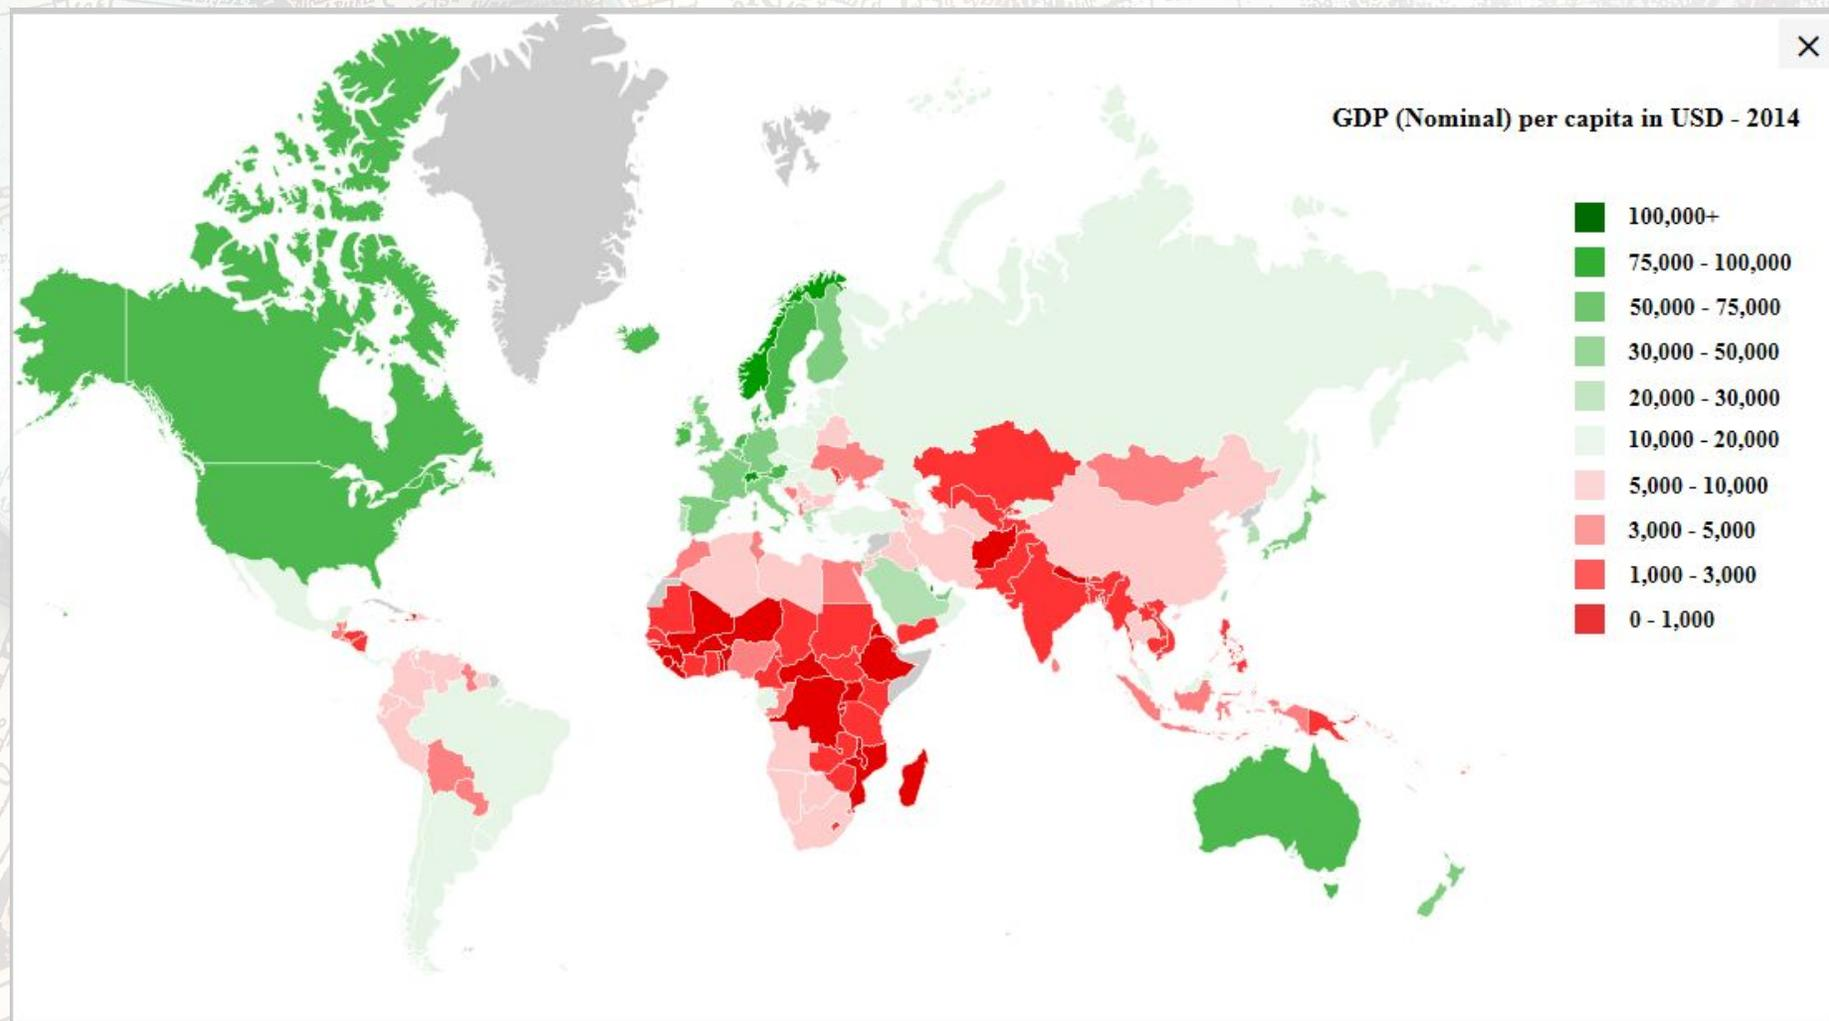 GDP (Nominal) per capita in USD - 2014
100,000+
75,000 - 100,000
50,000 - 75,000
30,000 - 50,000
20,000 - 30,000
10,000 - 20,000
5,000 - 10,000
3,000 - 5,000
1,000 - 3,000
0 - 1,000